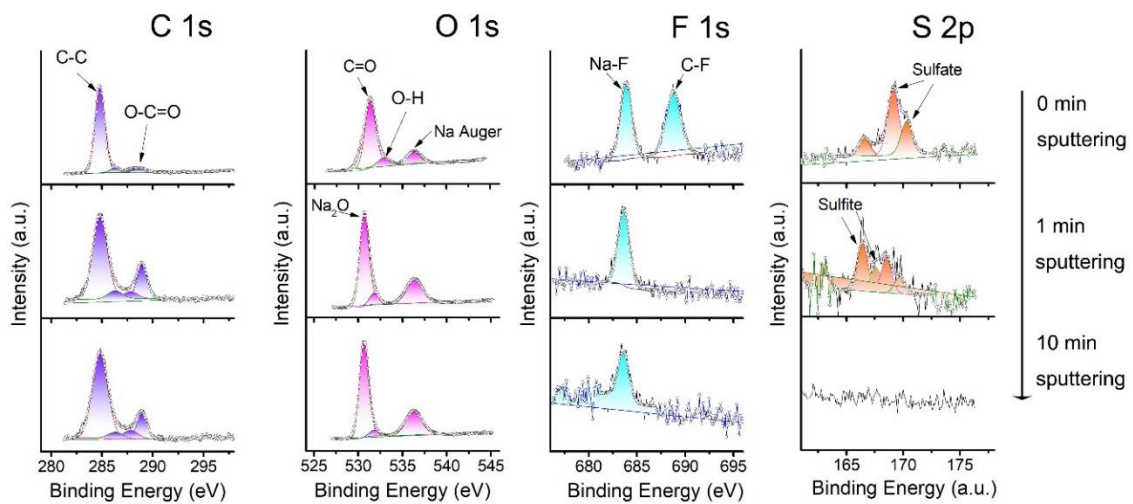 C 1s
O 1s
F 1s
S 2p
C-C
O-C=O
C=O
O-H
Na Auger
Na-F
C-F
Sulfate
0 min
sputtering
Na₂O
Sulfite
1 min
sputtering
10 min
sputtering
Intensity (a.u.)
Intensity (a.u.)
Intensity (a.u.)
Intensity (a.u.)
280 285 290 295
525 530 535 540 545
680 685 690 695
165 170 175
Binding Energy (eV)
Binding Energy (eV)
Binding Energy (eV)
Binding Energy (a.u.)